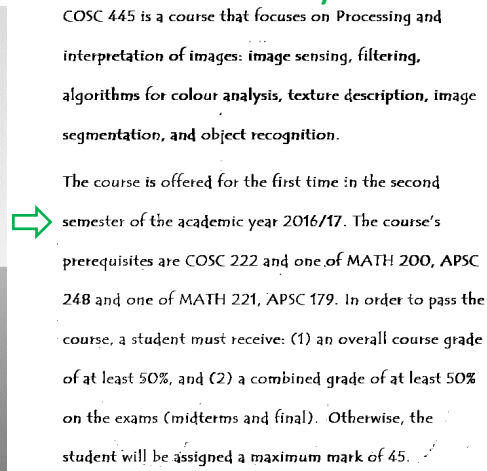 COSC 445 is a course that focuses on Processing and
interpretation of images: image sensing, filtering,
algorithms for colour analysis, texture description, image
segmentation, and object recognition.
The course is offered for the first time in the second
semester of the academic year 2016/17. The course's
prerequisites are COSC 222 and one of MATH 200, APSC
248 and one of MATH 221, APSC 179. In order to pass the
course, a student must receive: (1) an overall course grade
of at least 50%, and (2) a combined grade of at least 50%
on the exams (midterms and final). Otherwise, the
student will be assigned a maximum mark of 45.